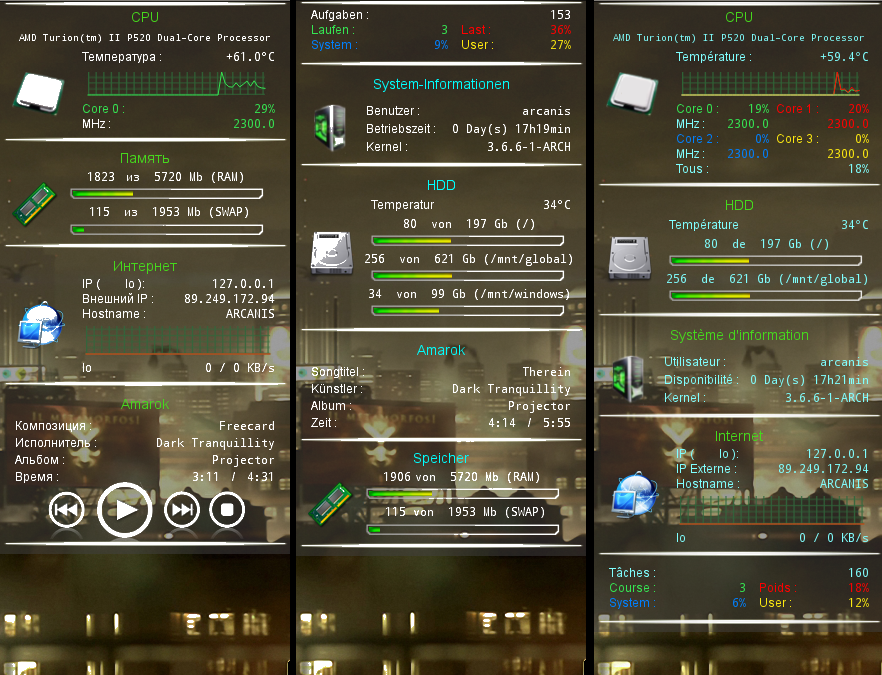 CPU
AMD Turion(tm) II P520 Dual-Core Processor
Температура : +61.0°C
Core 0 : 29%
MHz : 2300.0
Память
1823 из 5720 Mb (RAM)
115 из 1953 Mb (SWAP)
Интернет
IP ( lo ): 127.0.0.1
Внешний IP : 89.249.172.94
Hostname : ARCANIS
lo 0 / 0 KB/s
Amarok
Композиция : Freecard
Исполнитель : Dark Tranquillity
Альбом : Projector
Время : 3:11 / 4:31
Aufgaben : 153
Laufen : 3 Last : 36%
System : 9% User : 27%
System-Informationen
Benutzer : arcanis
Betriebszeit : 0 Day(s) 17h19min
Kernel : 3.6.6-1-ARCH
HDD
Temperatur 34°C
80 von 197 Gb (/)
256 von 621 Gb (/mnt/global)
34 von 99 Gb (/mnt/windows)
Amarok
Songtitel : Therein
Künstler : Dark Tranquillity
Album : Projector
Zeit : 4:14 / 5:55
Speicher
1906 von 5720 Mb (RAM)
115 von 1953 Mb (SWAP)
CPU
AMD Turion(tm) II P520 Dual-Core Processor
Température : +59.4°C
Core 0 : 19% Core 1 : 20%
MHz : 2300.0 2300.0
Core 2 : 0% Core 3 : 0%
MHz : 2300.0 2300.0
Tous : 18%
HDD
Température 34°C
80 de 197 Gb (/)
256 de 621 Gb (/mnt/global)
Système d'information
Utilisateur : arcanis
Disponibilité : 0 Day(s) 17h21min
Kernel : 3.6.6-1-ARCH
Internet
IP ( lo ): 127.0.0.1
IP Externe : 89.249.172.94
Hostname : ARCANIS
lo 0 / 0 KB/s
Tâches : 160
Course : 3 Poids : 18%
System : 6% User : 12%